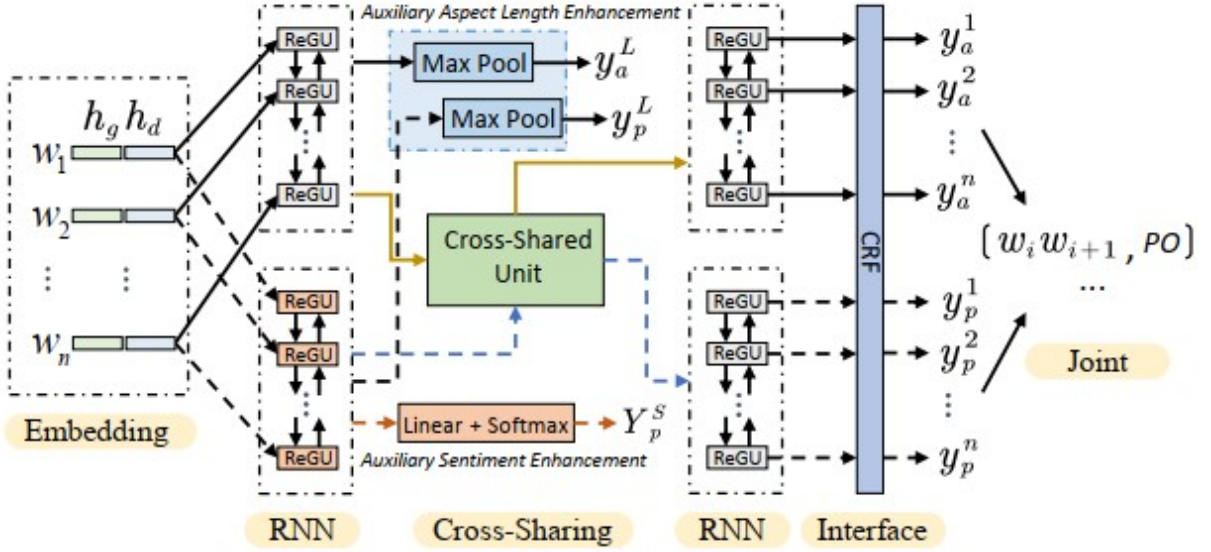 Auxiliary Aspect Length Enhancement
ReGU
ReGU
⋮
ReGU
Max Pool
y_a^L
Max Pool
y_p^L
h_g h_d
w_1
w_2
⋮ ⋮
w_n
Embedding
ReGU
ReGU
⋮
ReGU
RNN
Cross-Shared
Unit
Linear + Softmax
Y_p^S
Auxiliary Sentiment Enhancement
Cross-Sharing
ReGU
ReGU
⋮
ReGU
ReGU
ReGU
⋮
ReGU
RNN
CRF
Interface
y_a^1
y_a^2
⋮
y_a^n
y_p^1
y_p^2
⋮
y_p^n
(w_i w_{i+1}, PO)
...
Joint